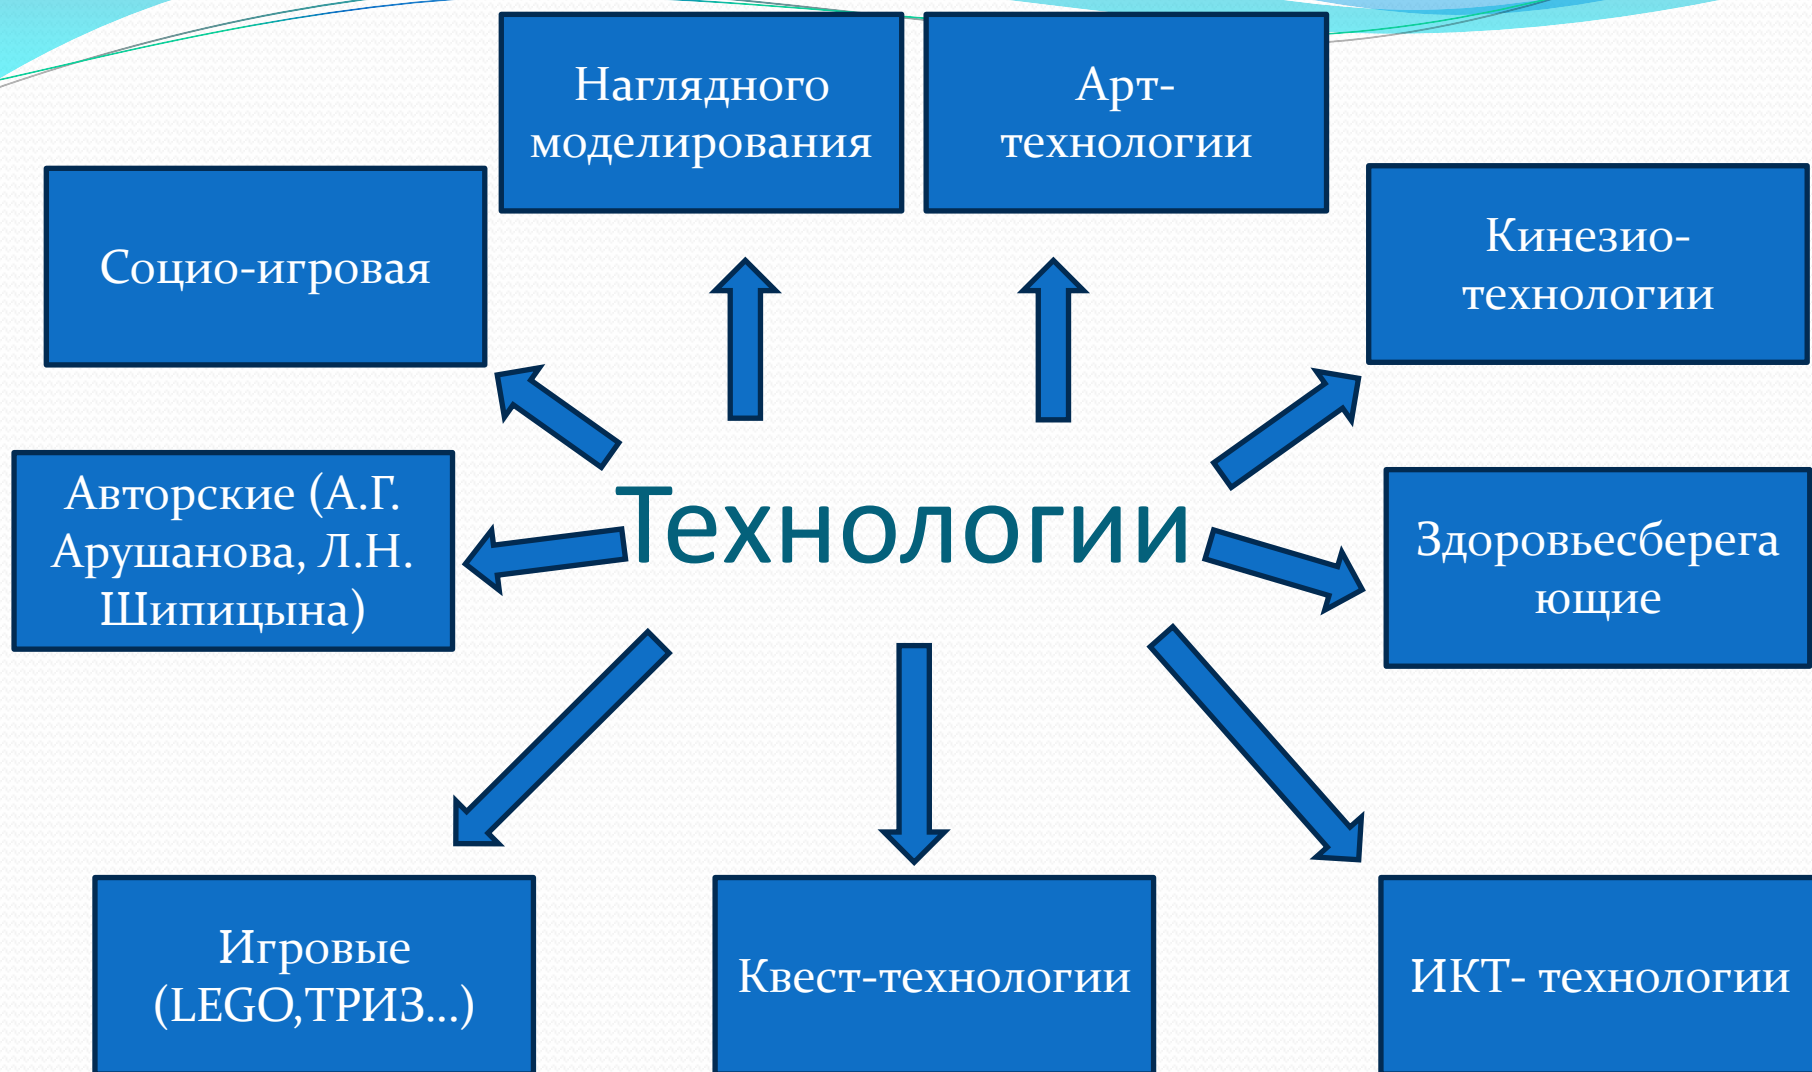 Наглядного
моделирования
Арт-
технологии
Социо-игровая
Кинезио-
технологии
Авторские (А.Г.
Арушанова, Л.Н.
Шипицына)
Технологии
Здоровьесберега
ющие
Игровые
(LEGO,ТРИЗ...)
Квест-технологии
ИКТ- технологии